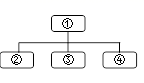 ①
② ③ ④